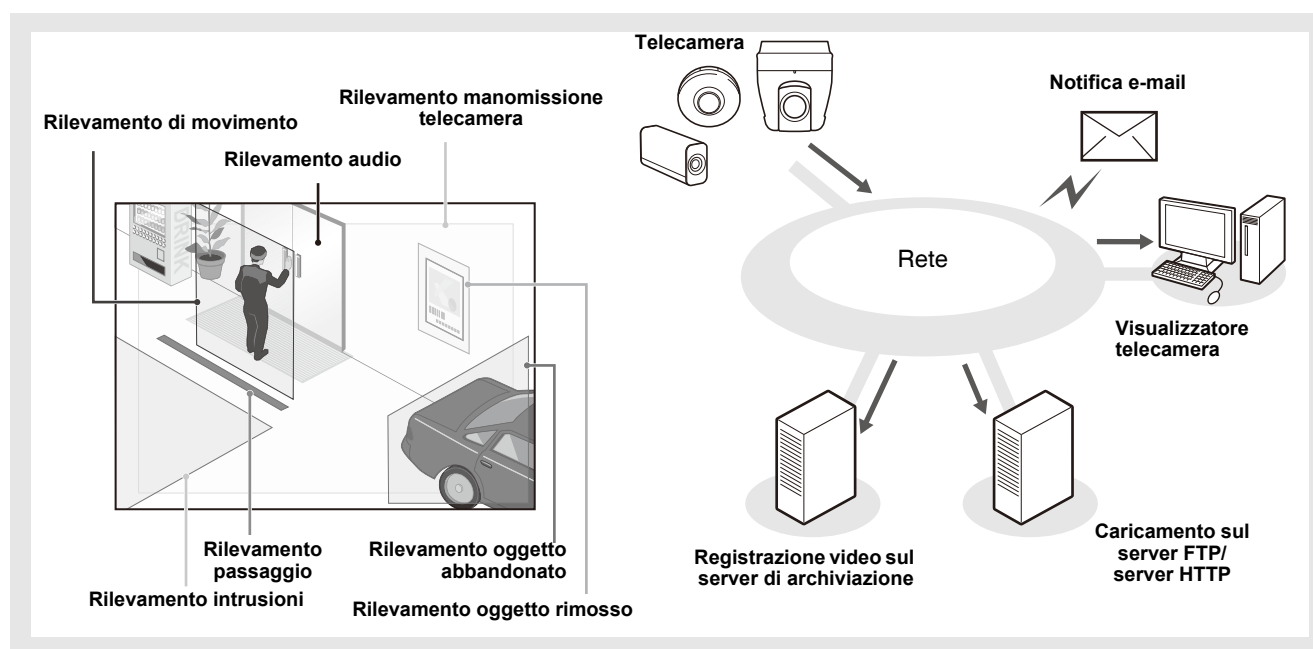 Telecamera
Notifica e-mail
Rilevamento manomissione
telecamera
Rilevamento di movimento
Rilevamento audio
DRINK
Rete
Visualizzatore
telecamera
Rilevamento
passaggio
Rilevamento oggetto
abbandonato
Rilevamento intrusioni
Rilevamento oggetto rimosso
Registrazione video sul
server di archiviazione
Caricamento sul
server FTP/
server HTTP